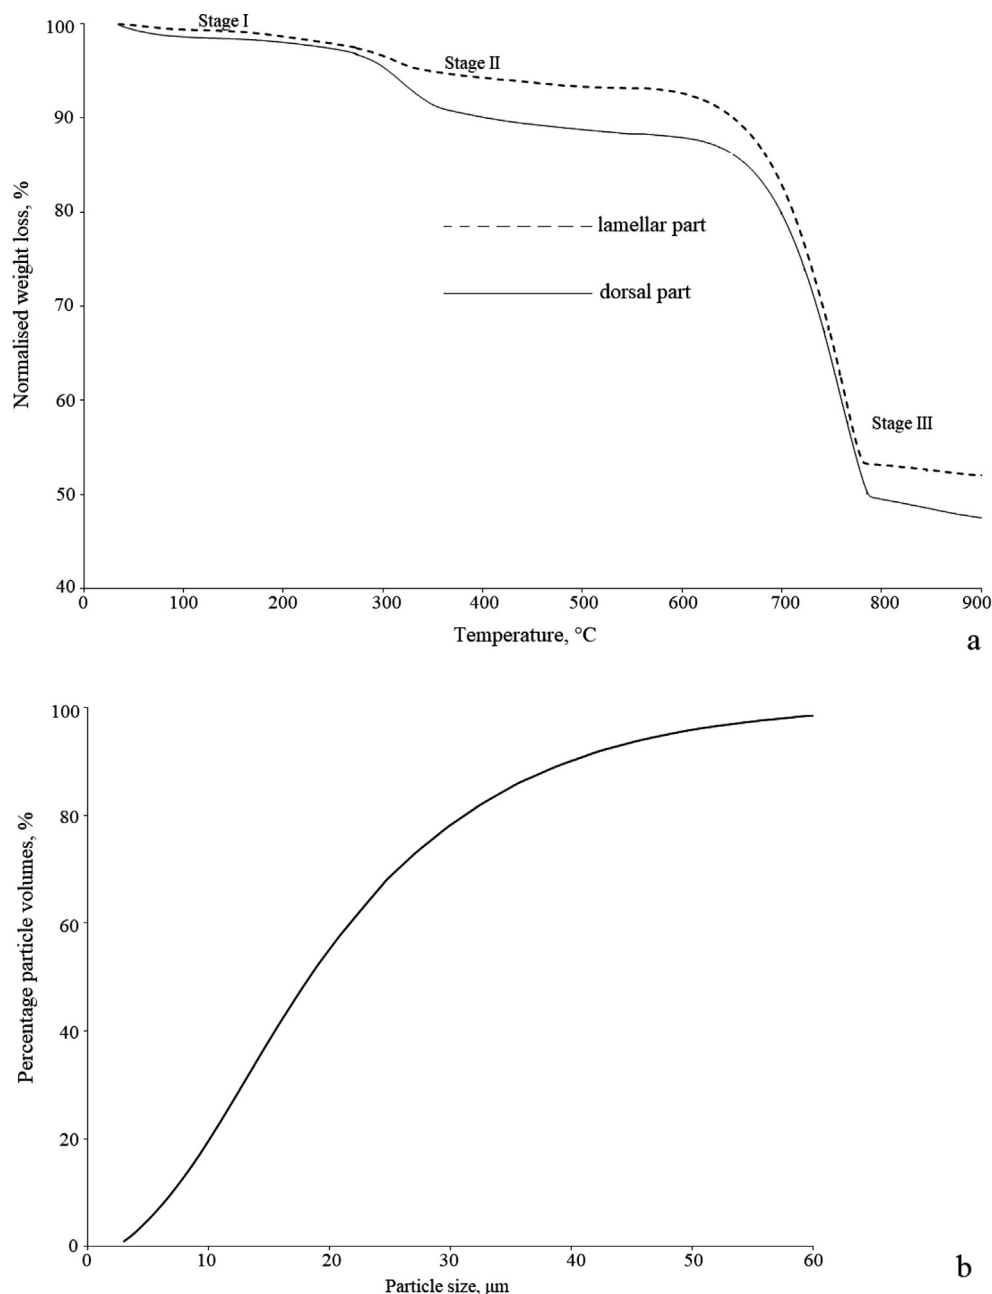 100
Stage I
Stage II
90
80
lamellar part
Normalised weight loss, %
70
dorsal part
60
Stage III
50
40
0 100 200 300 400 500 600 700 800 900
Temperature, °C
a
100
80
Percentage particle volumes, %
60
40
20
0
0 10 20 30 40 50 60
Particle size, μm
b